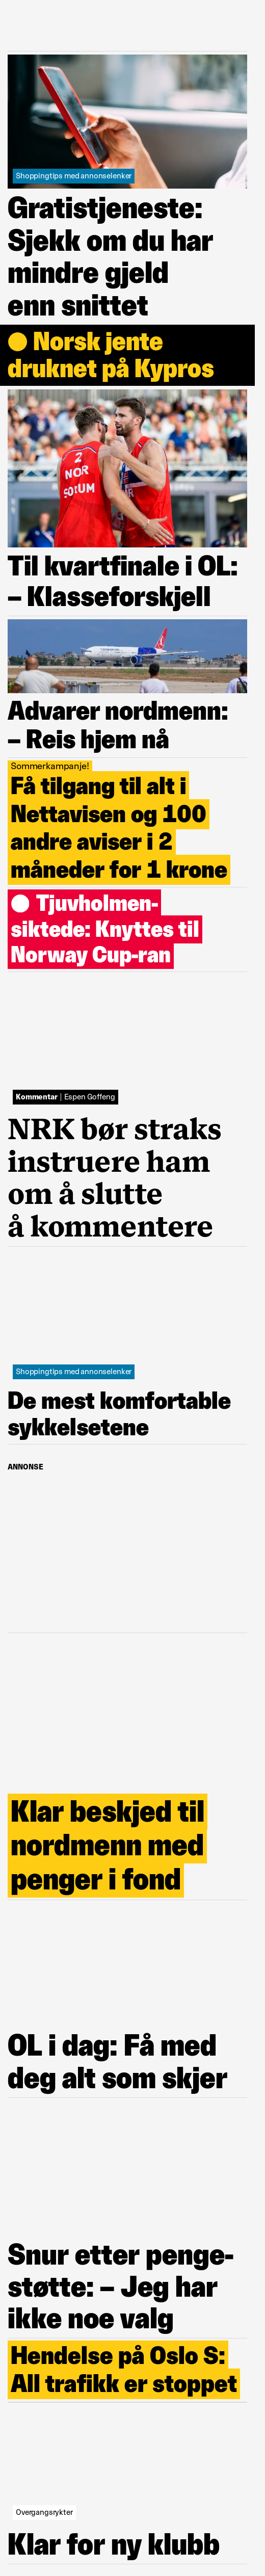 Shoppingtips med annonselenker
Gratistjeneste:
Sjekk om du har
mindre gjeld
enn snittet
Norsk jente
druknet på Kypros
2
NOR
SØRUM
Til kvartfinale i OL:
– Klasseforskjell
Advarer nordmenn:
– Reis hjem nå
Sommerkampanje!
Få tilgang til alt i
Nettavisen og 100
andre aviser i 2
måneder for 1 krone
Tjuvholmen-
siktede: Knyttes til
Norway Cup-ran
Kommentar | Espen Goffeng
NRK bør straks
instruere ham
om å slutte
å kommentere
Shoppingtips med annonselenker
De mest komfortable
sykkelsetene
ANNONSE
Klar beskjed til
nordmenn med
penger i fond
OL i dag: Få med
deg alt som skjer
Snur etter penge-
støtte: – Jeg har
ikke noe valg
Hendelse på Oslo S:
All trafikk er stoppet
Overgangsrykter
Klar for ny klubb